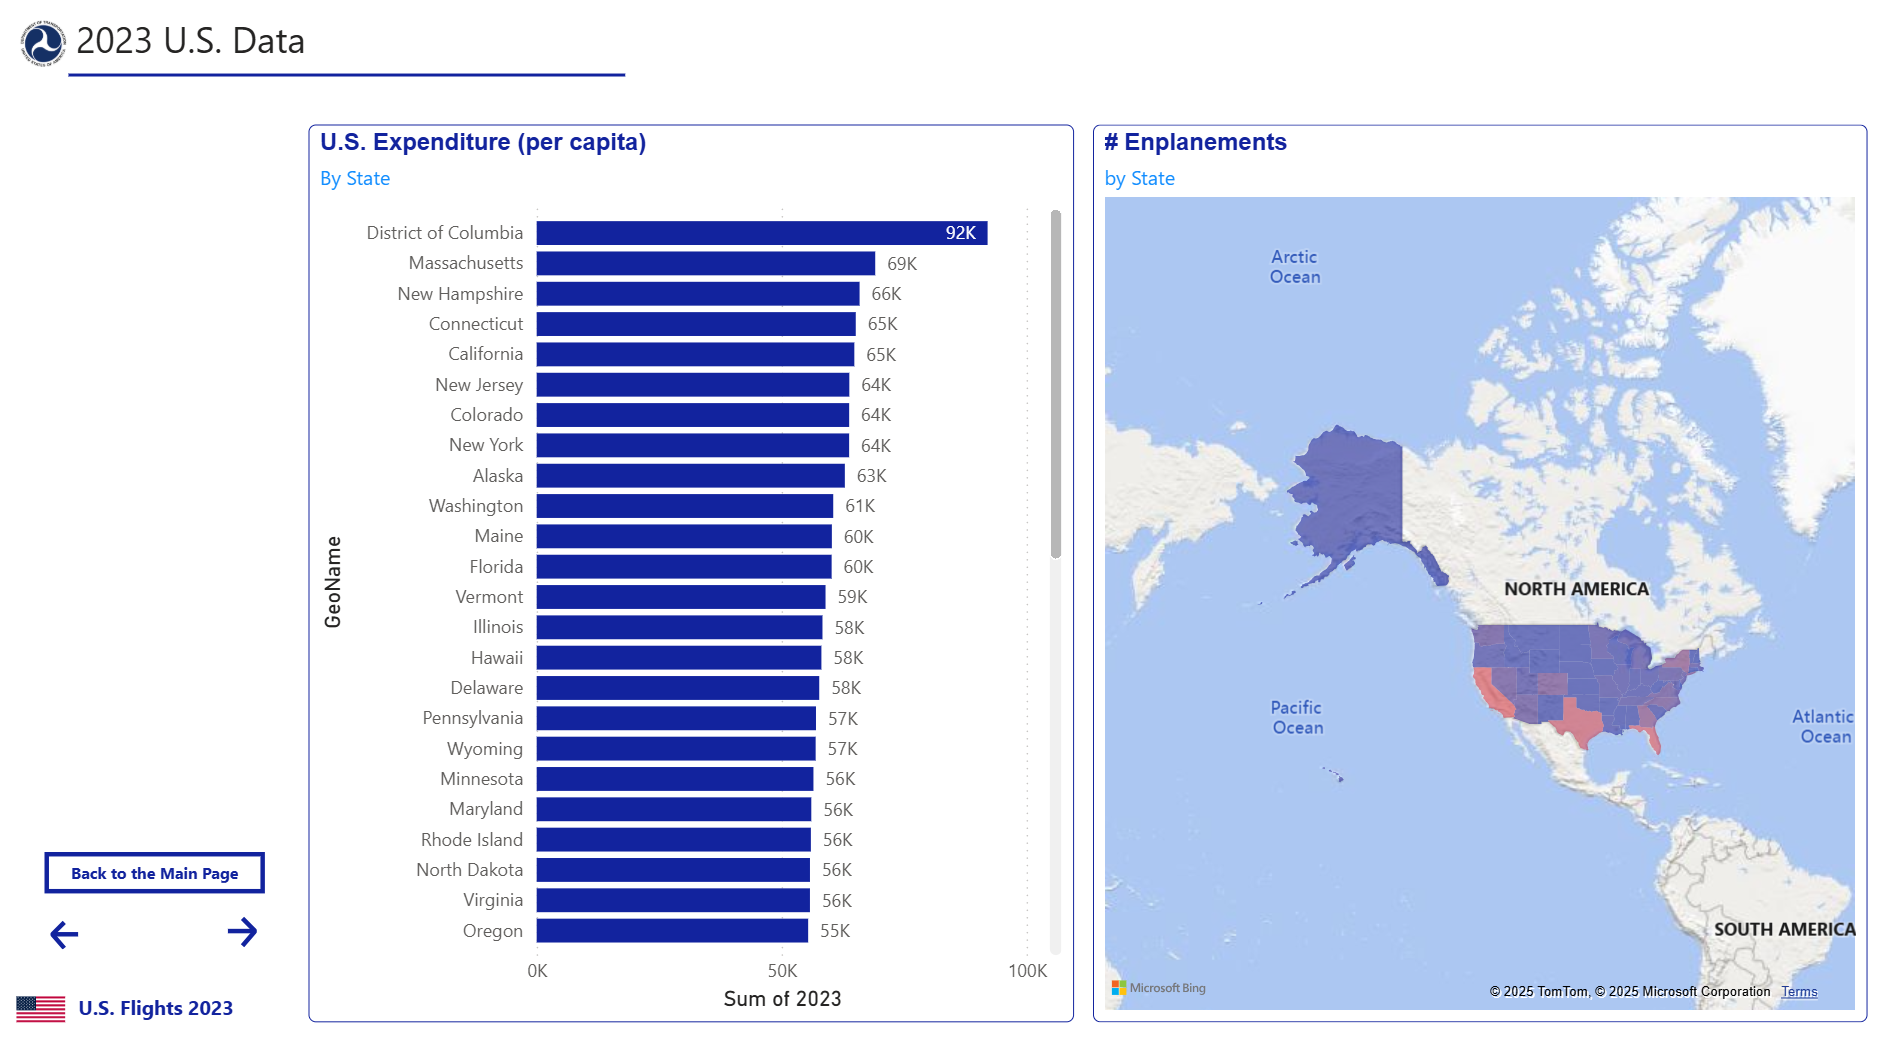 2023 U.S. Data
U.S. Expenditure (per capita)
By State
GeoName
District of Columbia 92K
Massachusetts 69K
New Hampshire 66K
Connecticut 65K
California 65K
New Jersey 64K
Colorado 64K
New York 64K
Alaska 63K
Washington 61K
Maine 60K
Florida 60K
Vermont 59K
Illinois 58K
Hawaii 58K
Delaware 58K
Pennsylvania 57K
Wyoming 57K
Minnesota 56K
Maryland 56K
Rhode Island 56K
North Dakota 56K
Virginia 56K
Oregon 55K
0K 50K 100K
Sum of 2023
# Enplanements
by State
Arctic
Ocean
NORTH AMERICA
Pacific
Ocean
Atlantic
Ocean
SOUTH AMERICA
Microsoft Bing
© 2025 TomTom, © 2025 Microsoft Corporation Terms
Back to the Main Page
U.S. Flights 2023